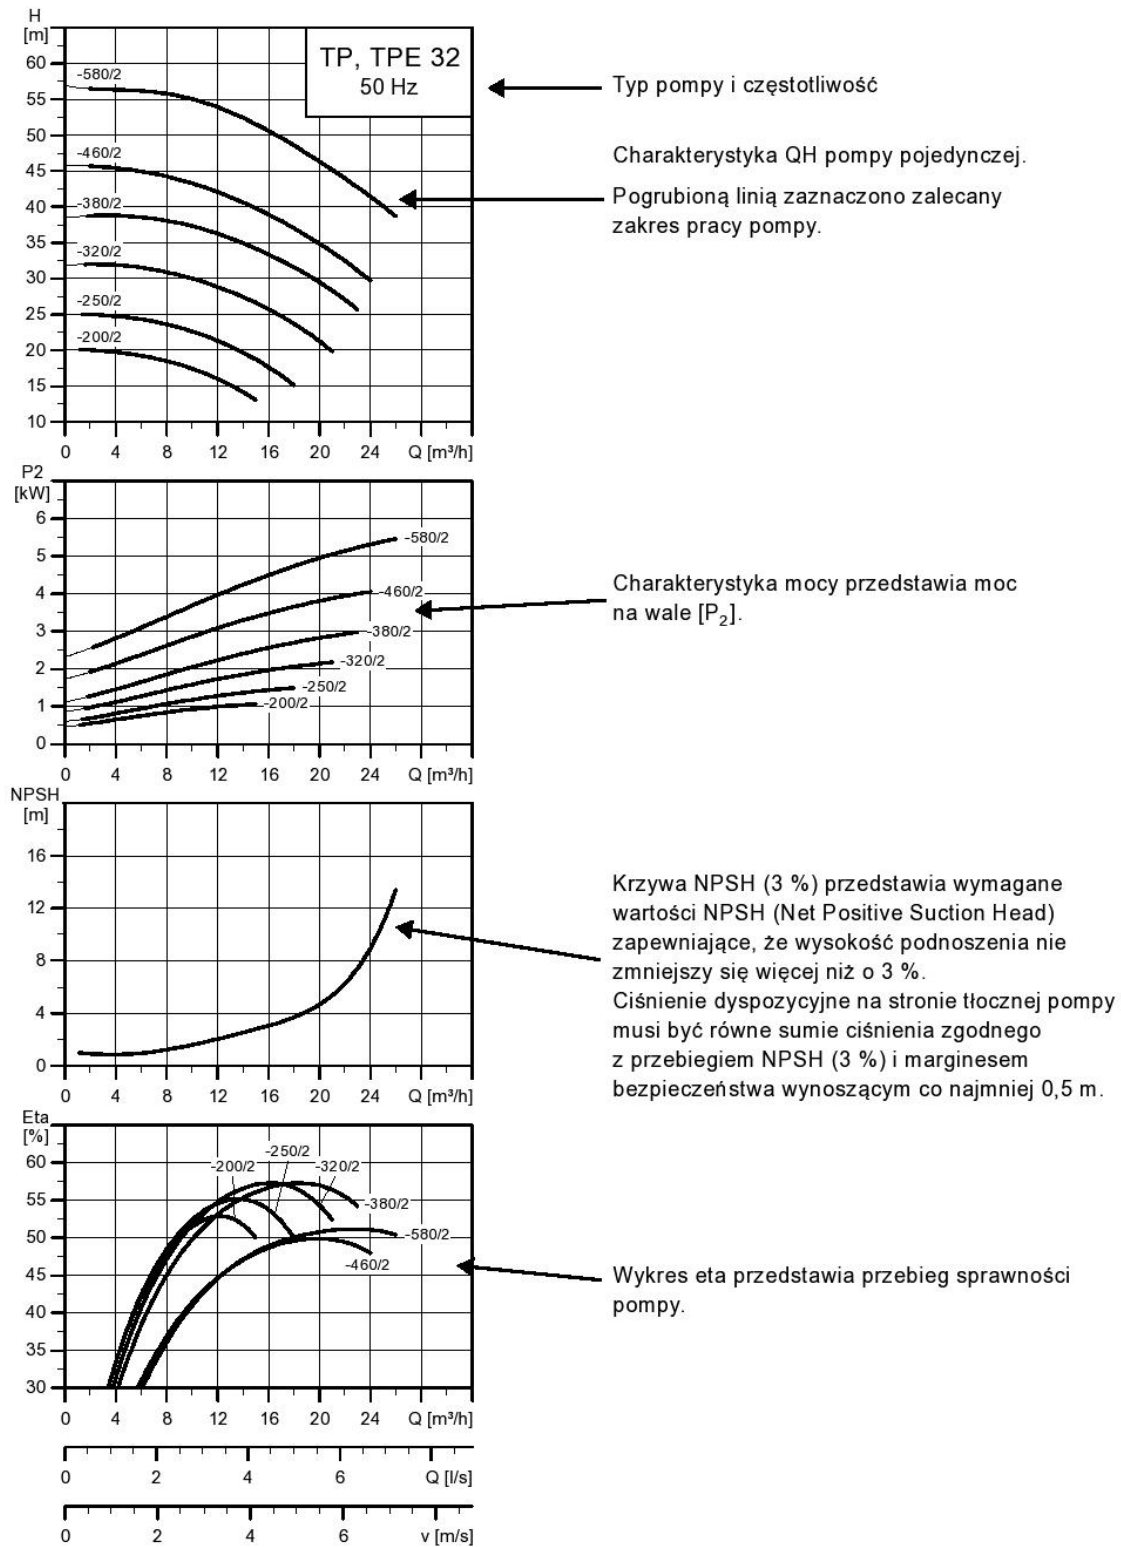 H
[m]
TP, TPE 32
50 Hz
60
55
50
45
40
35
30
25
20
15
10
-580/2
-460/2
-380/2
-320/2
-250/2
-200/2
0 4 8 12 16 20 24 Q [m³/h]
Typ pompy i częstotliwość
Charakterystyka QH pompy pojedynczej.
Pogrubioną linią zaznaczono zalecany
zakres pracy pompy.
P2
[kW]
6
5
4
3
2
1
0
-580/2
-460/2
-380/2
-320/2
-250/2
-200/2
0 4 8 12 16 20 24 Q [m³/h]
Charakterystyka mocy przedstawia moc
na wale [P₂].
NPSH
[m]
16
12
8
4
0
0 4 8 12 16 20 24 Q [m³/h]
Krzywa NPSH (3 %) przedstawia wymagane
wartości NPSH (Net Positive Suction Head)
zapewniające, że wysokość podnoszenia nie
zmniejszy się więcej niż o 3 %.
Ciśnienie dyspozycyjne na stronie tłocznej pompy
musi być równe sumie ciśnienia zgodnego
z przebiegiem NPSH (3 %) i marginesem
bezpieczeństwa wynoszącym co najmniej 0,5 m.
Eta
[%]
60
55
50
45
40
35
30
-250/2
-200/2
-320/2
-380/2
-580/2
-460/2
0 4 8 12 16 20 24 Q [m³/h]
Wykres eta przedstawia przebieg sprawności
pompy.
0 2 4 6 Q [l/s]
0 2 4 6 v [m/s]